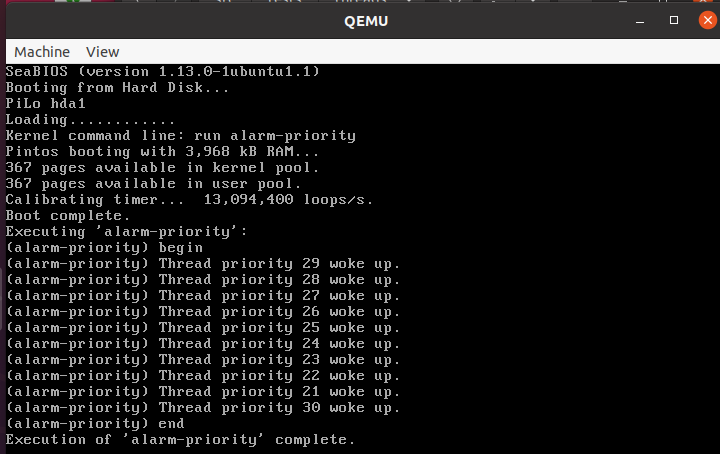 QEMU
Machine View
SeaBIOS (version 1.13.0-1ubuntu1.1)
Booting from Hard Disk...
PiLo hda1
Loading............
Kernel command line: run alarm-priority
Pintos booting with 3,968 kB RAM...
367 pages available in kernel pool.
367 pages available in user pool.
Calibrating timer...  13,094,400 loops/s.
Boot complete.
Executing 'alarm-priority':
(alarm-priority) begin
(alarm-priority) Thread priority 29 woke up.
(alarm-priority) Thread priority 28 woke up.
(alarm-priority) Thread priority 27 woke up.
(alarm-priority) Thread priority 26 woke up.
(alarm-priority) Thread priority 25 woke up.
(alarm-priority) Thread priority 24 woke up.
(alarm-priority) Thread priority 23 woke up.
(alarm-priority) Thread priority 22 woke up.
(alarm-priority) Thread priority 21 woke up.
(alarm-priority) Thread priority 30 woke up.
(alarm-priority) end
Execution of 'alarm-priority' complete.